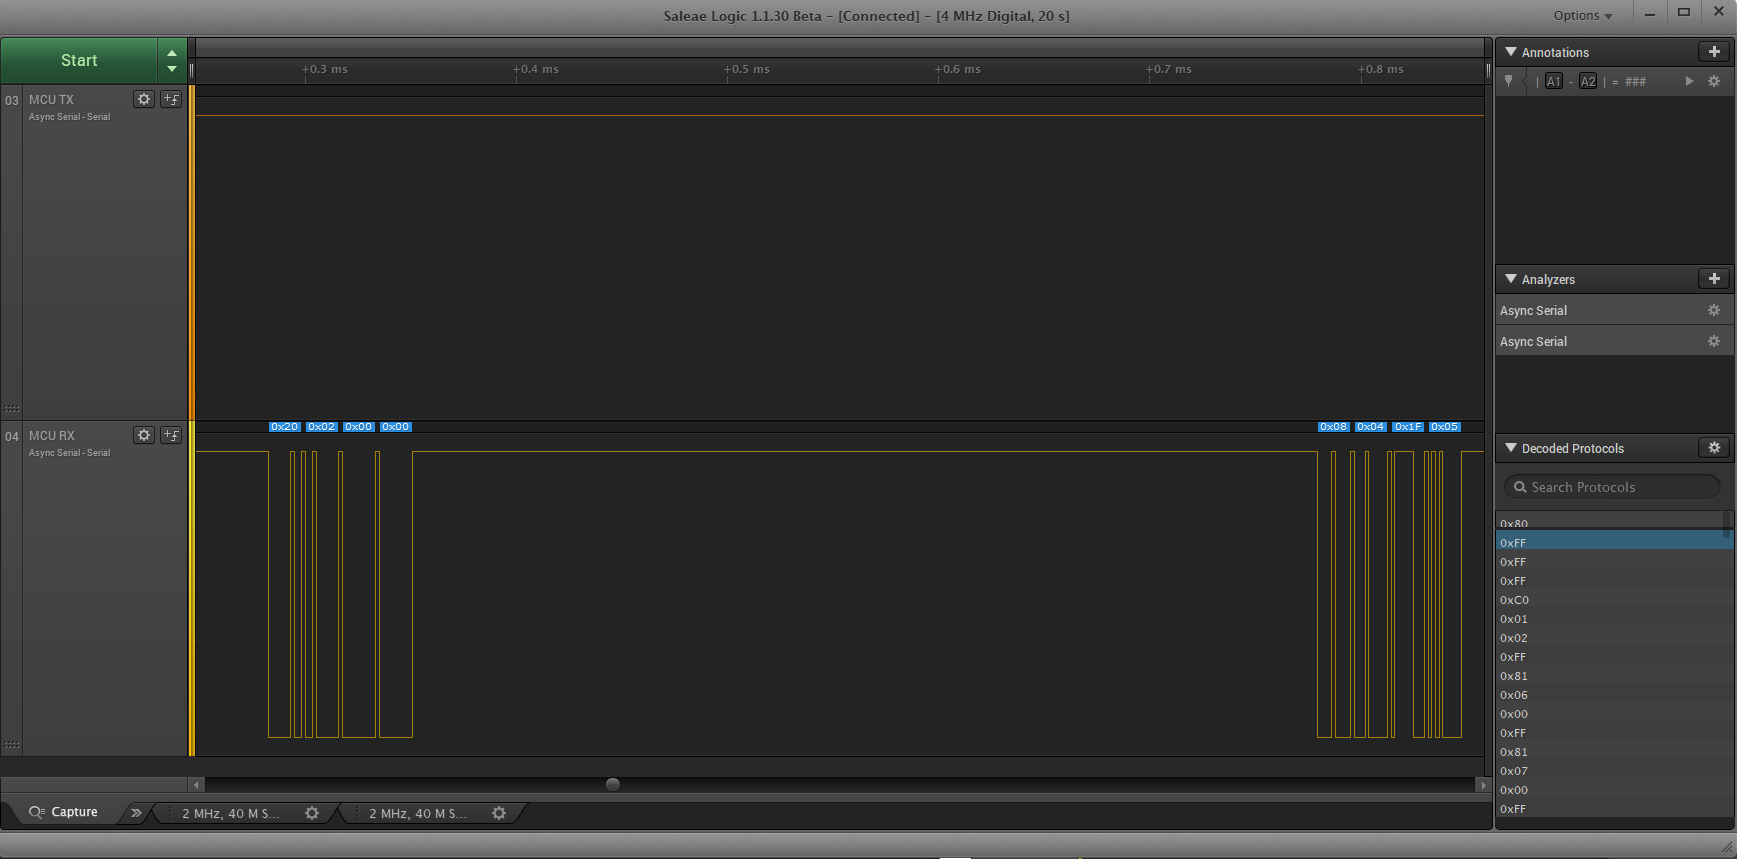 Saleae Logic 1.1.30 Beta - [Connected] - [4 MHz Digital, 20 s]
Options
Start
+0.3 ms +0.4 ms +0.5 ms +0.6 ms +0.7 ms +0.8 ms
03 MCU TX
Async Serial - Serial
04 MCU RX
Async Serial - Serial
0x20 0x02 0x00 0x00 0x08 0x04 0x1F 0x05
Capture
2 MHz, 40 M S...
2 MHz, 40 M S...
Annotations
| A1 - A2 | = ###
Analyzers
Async Serial
Async Serial
Decoded Protocols
Search Protocols
0x80
0xFF
0xFF
0xFF
0xC0
0x01
0x02
0xFF
0x81
0x06
0x00
0xFF
0x81
0x07
0x00
0xFF